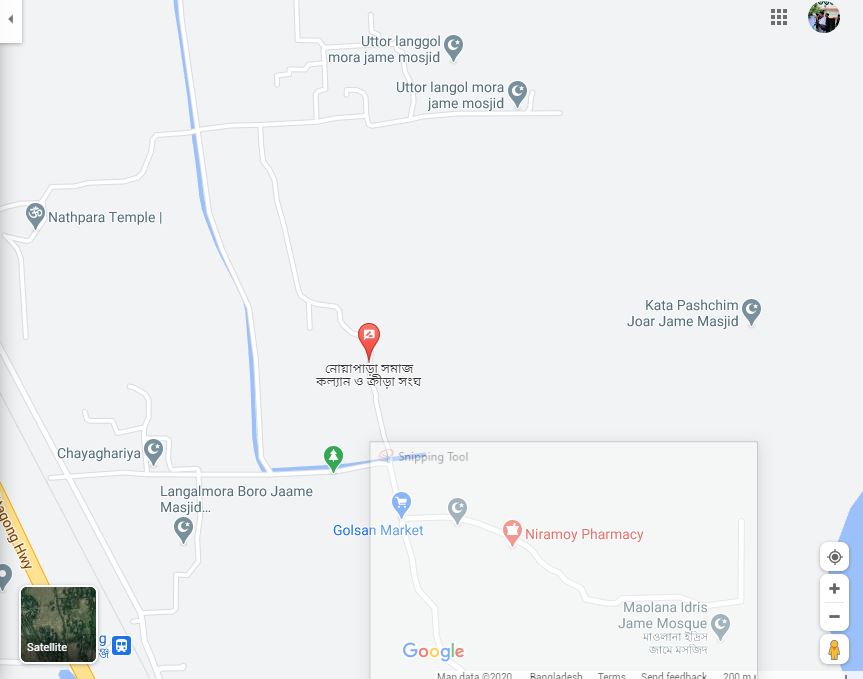 Uttor langgol
mora jame mosjid
Uttor langol mora
jame mosjid
Nathpara Temple |
Kata Pashchim
Joar Jame Masjid
নোয়াপাড়া সমাজ
কল্যান ও ক্রীড়া সংঘ
Chayaghariya
Snipping Tool
Langalmora Boro Jaame
Masjid...
Golsan Market
Niramoy Pharmacy
tagong Hwy
Maolana Idris
Jame Mosque
মাওলানা ইদ্রিস
জামে মসজিদ
Satellite
g
Google
Map data ©2020 Bangladesh Terms Send feedback 200 m